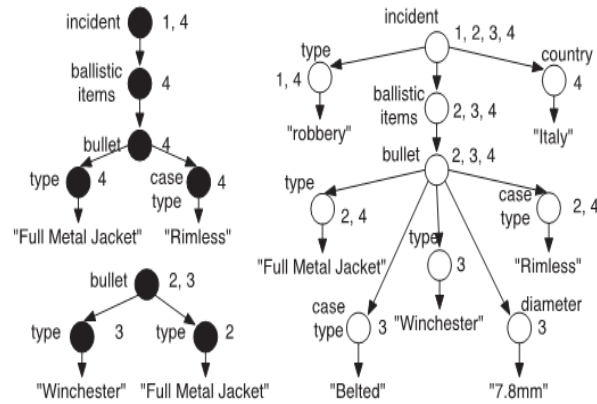 incident 1, 4
ballistic
items 4
bullet 4
type 4
case
type 4
"Full Metal Jacket" "Rimless"
bullet 2, 3
type 3
type 2
"Winchester" "Full Metal Jacket"
incident
1, 2, 3, 4
type
1, 4
country
4
"robbery"
ballistic
items
2, 3, 4
"Italy"
bullet 2, 3, 4
type
2, 4
case
type
2, 4
"Full Metal Jacket"
type
3
"Rimless"
"Winchester"
case
type 3
diameter
3
"Belted" "7.8mm"